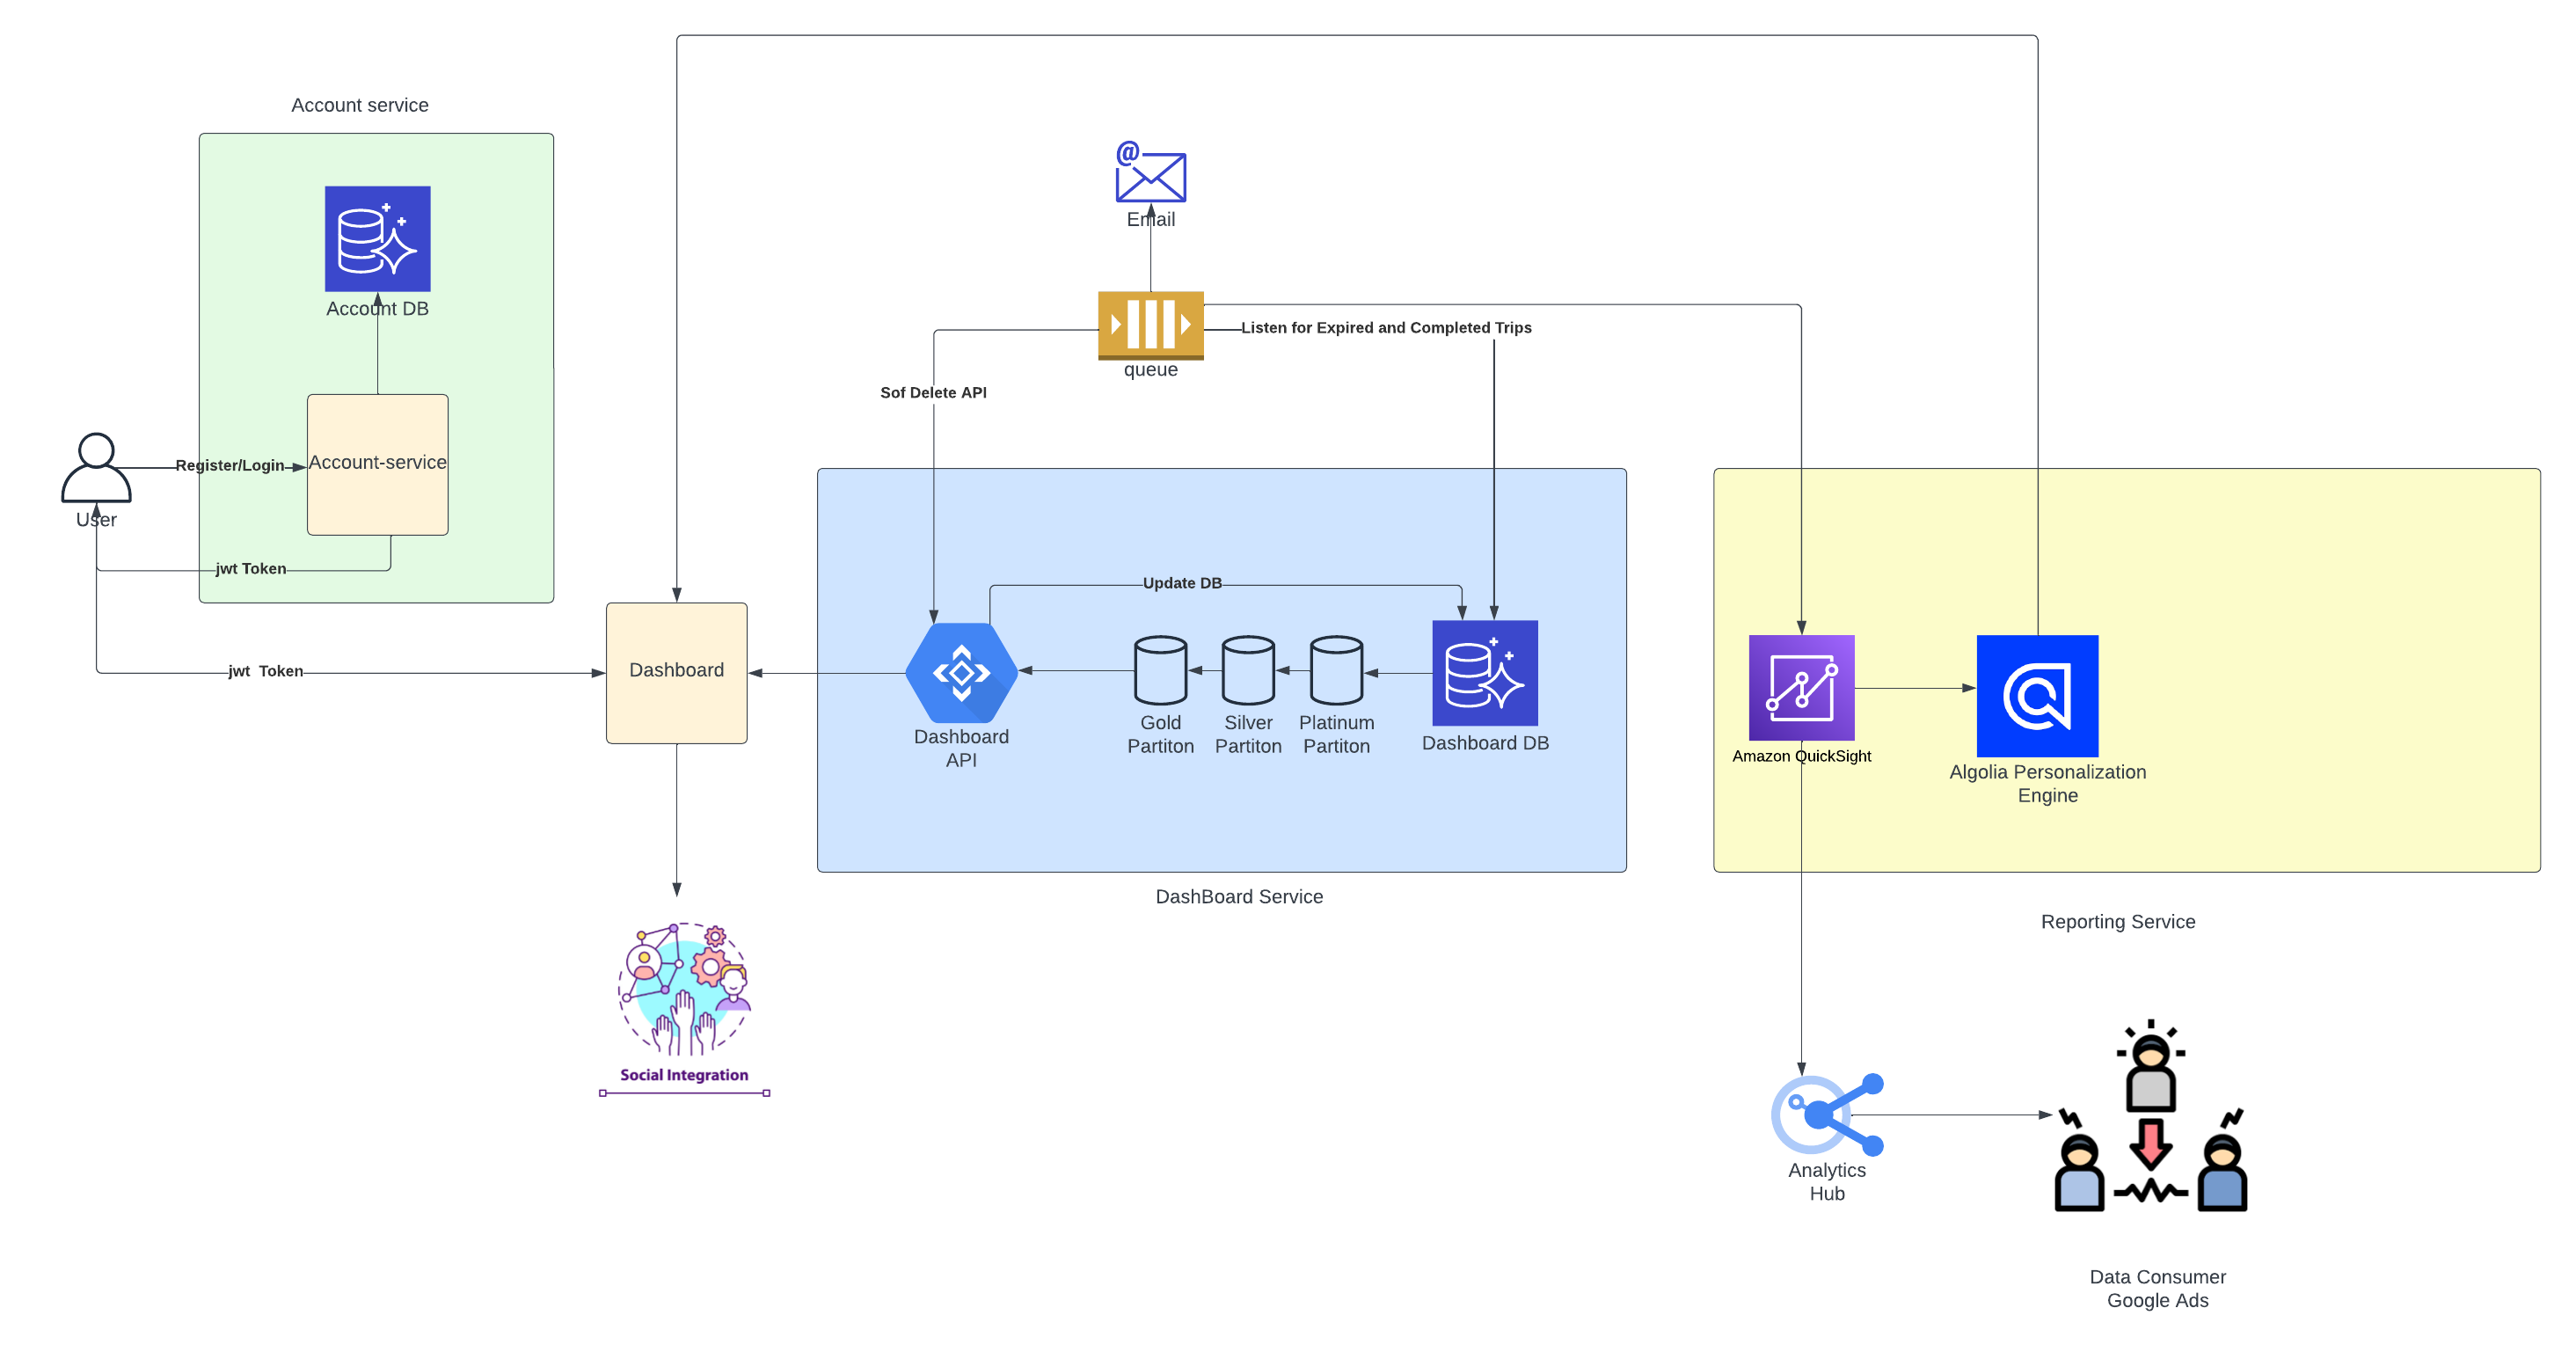 Account service
@
Email
Account DB
Listen for Expired and Completed Trips
queue
Sof Delete API
Register/Login
Account-service
User
jwt Token
Update DB
jwt  Token
Dashboard
Gold
Partiton
Silver
Partiton
Platinum
Partiton
Dashboard
API
Dashboard DB
Amazon QuickSight
Algolia Personalization
Engine
DashBoard Service
Reporting Service
Social Integration
Analytics
Hub
Data Consumer
Google Ads